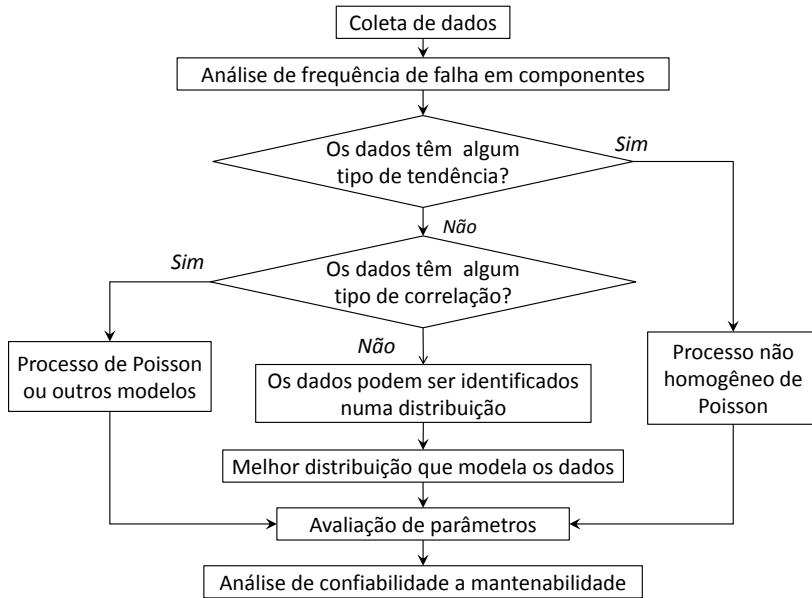 Coleta de dados
Análise de frequência de falha em componentes
Os dados têm algum
tipo de tendência?
Sim
Não
Sim
Os dados têm algum
tipo de correlação?
Não
Processo de Poisson
ou outros modelos
Os dados podem ser identificados
numa distribuição
Processo não
homogêneo de
Poisson
Melhor distribuição que modela os dados
Avaliação de parâmetros
Análise de confiabilidade a mantenabilidade